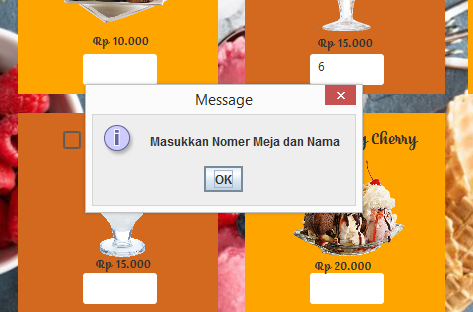 Rp 10.000
Rp 15.000
6
Message
Masukkan Nomer Meja dan Nama
OK
Cherry
Rp 15.000
Rp 20.000